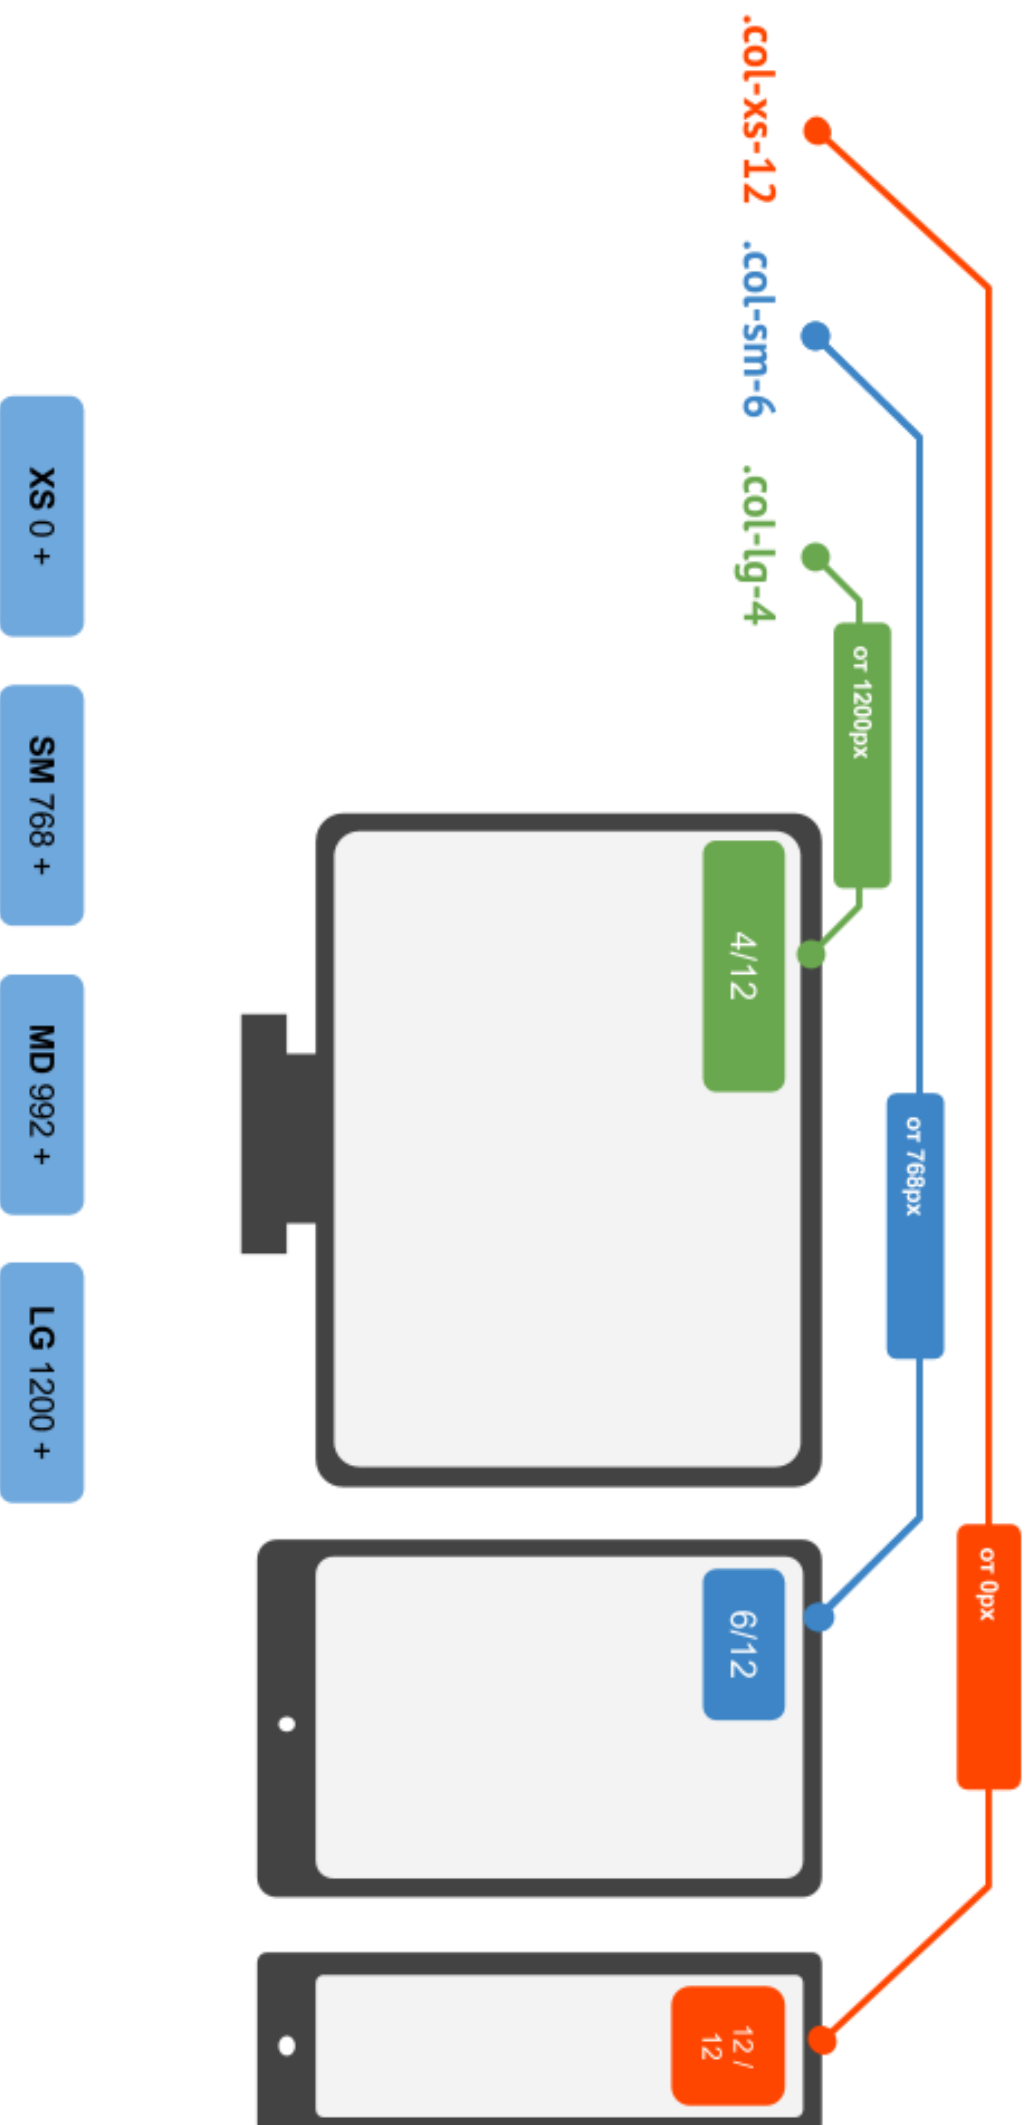 от 0px
от 768px
от 1200px
.col-xs-12 .col-sm-6 .col-lg-4
4/12
6/12
12 /
12
XS 0 +
SM 768 +
MD 992 +
LG 1200 +